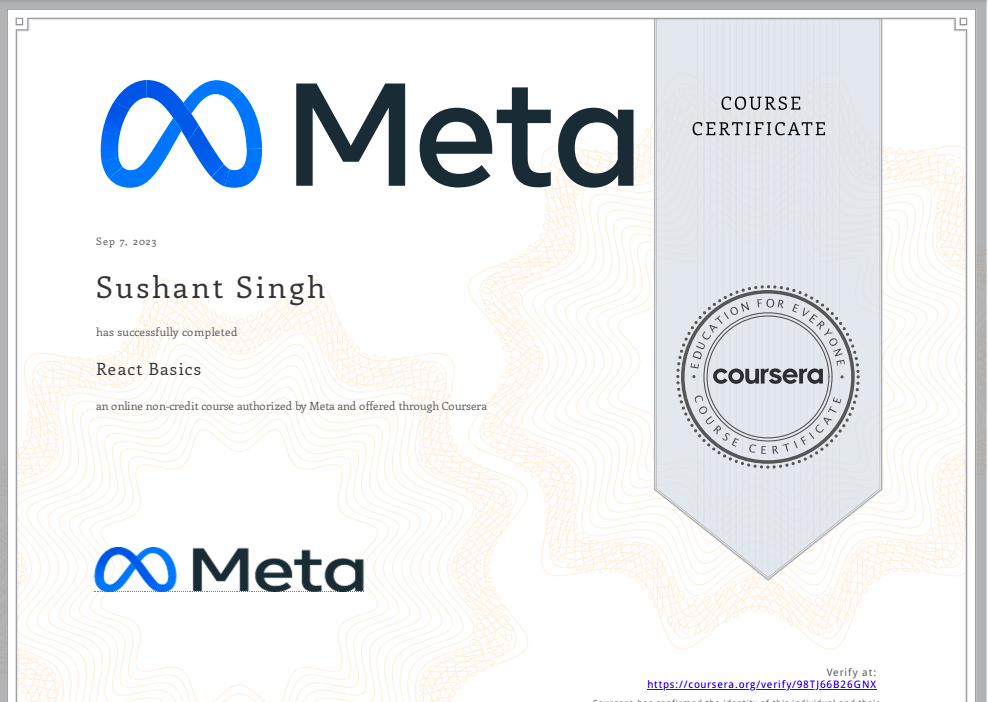 Meta
COURSE
CERTIFICATE
Sep 7, 2023
Sushant Singh
has successfully completed
React Basics
an online non-credit course authorized by Meta and offered through Coursera
EDUCATION FOR EVERYONE
coursera
COURSE CERTIFICATE
Meta
Verify at:
https://coursera.org/verify/98TJ66B26GNX
Coursera has confirmed the identity of this individual and their